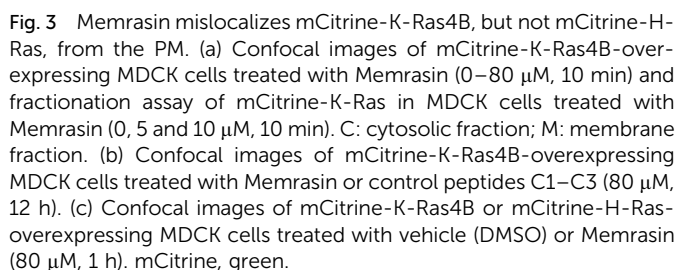 Fig. 3 Memrasin mislocalizes mCitrine-K-Ras4B, but not mCitrine-H-
Ras, from the PM. (a) Confocal images of mCitrine-K-Ras4B-over-
expressing MDCK cells treated with Memrasin (0–80 μM, 10 min) and
fractionation assay of mCitrine-K-Ras in MDCK cells treated with
Memrasin (0, 5 and 10 μM, 10 min). C: cytosolic fraction; M: membrane
fraction. (b) Confocal images of mCitrine-K-Ras4B-overexpressing
MDCK cells treated with Memrasin or control peptides C1–C3 (80 μM,
12 h). (c) Confocal images of mCitrine-K-Ras4B or mCitrine-H-Ras-
overexpressing MDCK cells treated with vehicle (DMSO) or Memrasin
(80 μM, 1 h). mCitrine, green.